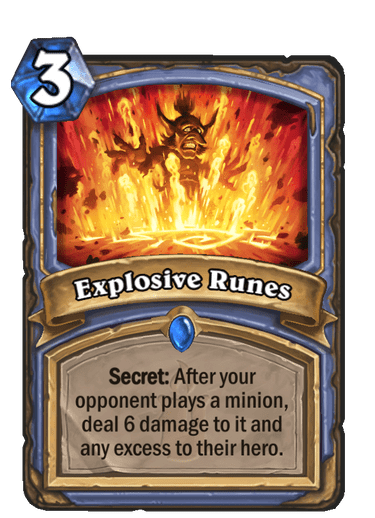 3
Explosive Runes
Secret: After your
opponent plays a minion,
deal 6 damage to it and
any excess to their hero.